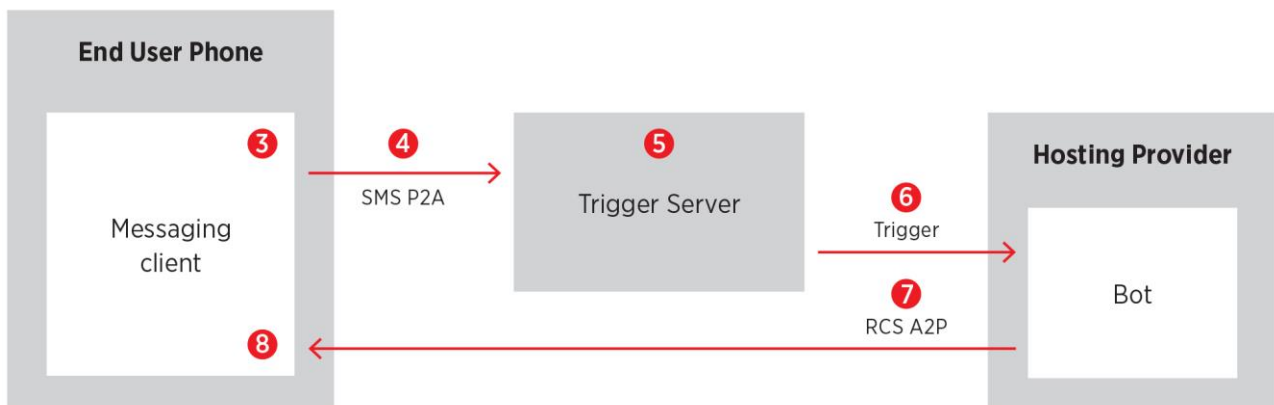 End User Phone
3
4
5
Hosting Provider
SMS P2A
Trigger Server
6
Trigger
Messaging
client
7
Bot
RCS A2P
8